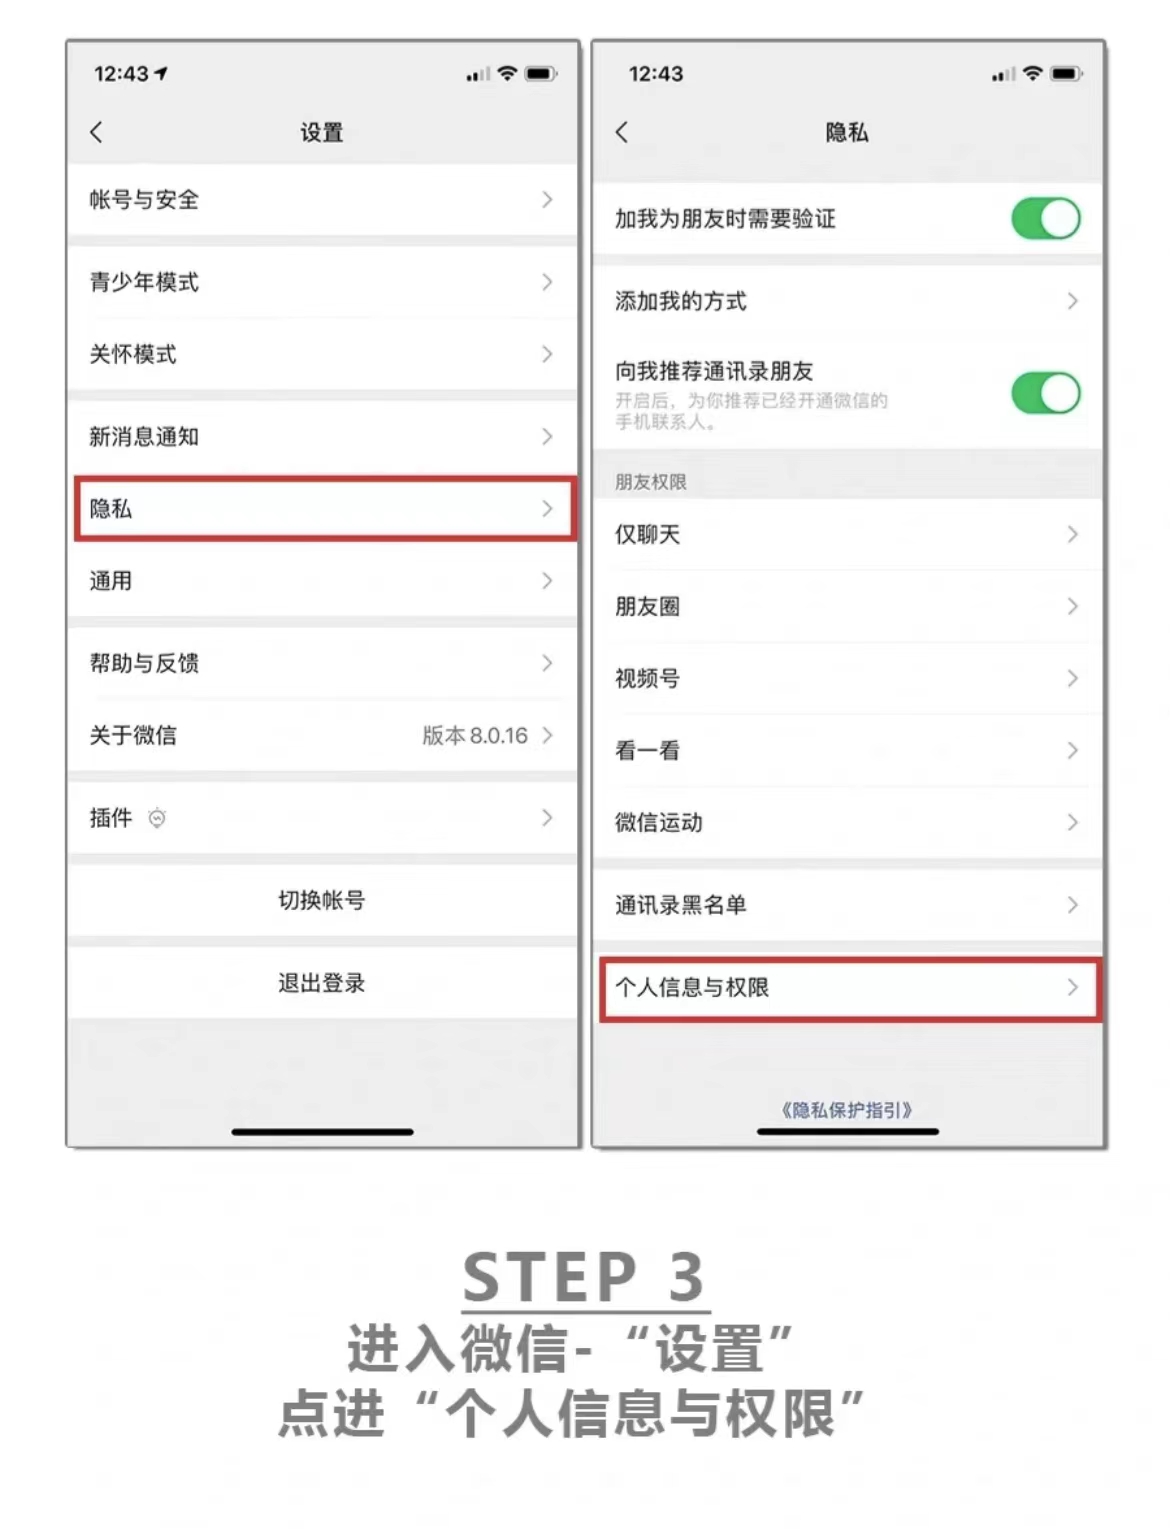 12:43
设置
帐号与安全
青少年模式
关怀模式
新消息通知
隐私
通用
帮助与反馈
关于微信 版本 8.0.16
插件
切换帐号
退出登录
12:43
隐私
加我为朋友时需要验证
添加我的方式
向我推荐通讯录朋友
开启后，为你推荐已经开通微信的
手机联系人。
朋友权限
仅聊天
朋友圈
视频号
看一看
微信运动
通讯录黑名单
个人信息与权限
《隐私保护指引》
STEP 3
进入微信-“设置”
点进“个人信息与权限”